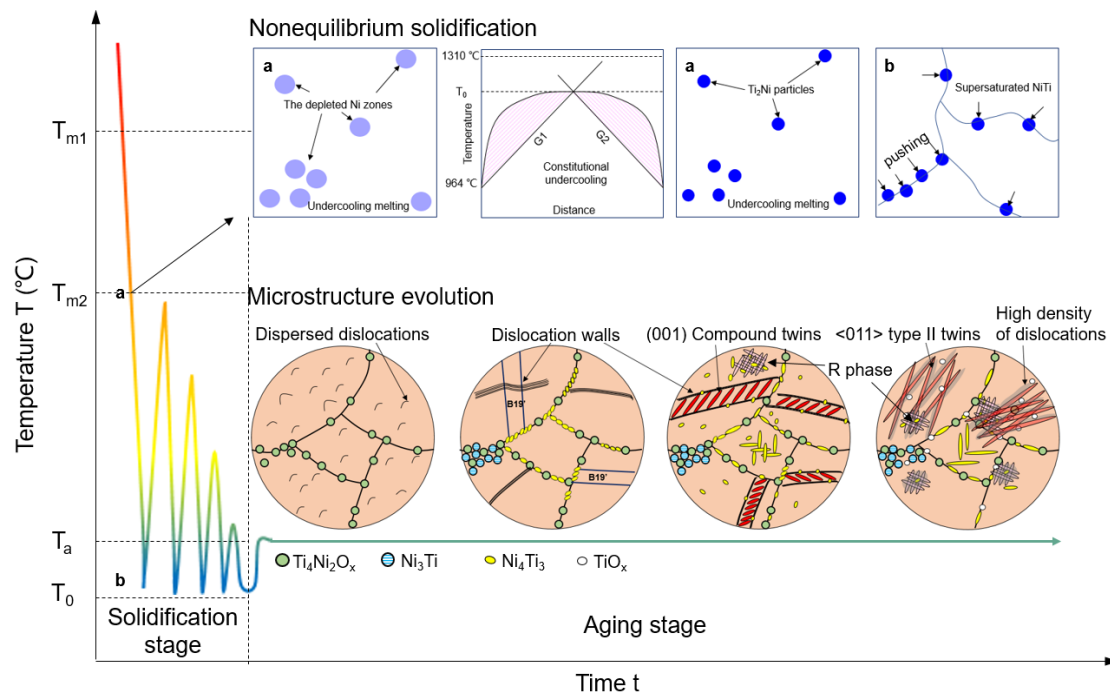 Nonequilibrium solidification
a
The depleted Ni zones
Undercooling melting
1310 ℃
T₀
Temperature
G1
G2
Constitutional
undercooling
964 ℃
Distance
a
Ti₂Ni particles
Undercooling melting
b
Supersaturated NiTi
pushing
Temperature T (℃)
Tm1
Tm2
Ta
T₀
a
b
Microstructure evolution
Dispersed dislocations
Dislocation walls
B19'
B19'
(001) Compound twins
R phase
<011> type II twins
High density
of dislocations
Ti₄Ni₂Oₓ
Ni₃Ti
Ni₄Ti₃
TiOₓ
Solidification
stage
Aging stage
Time t